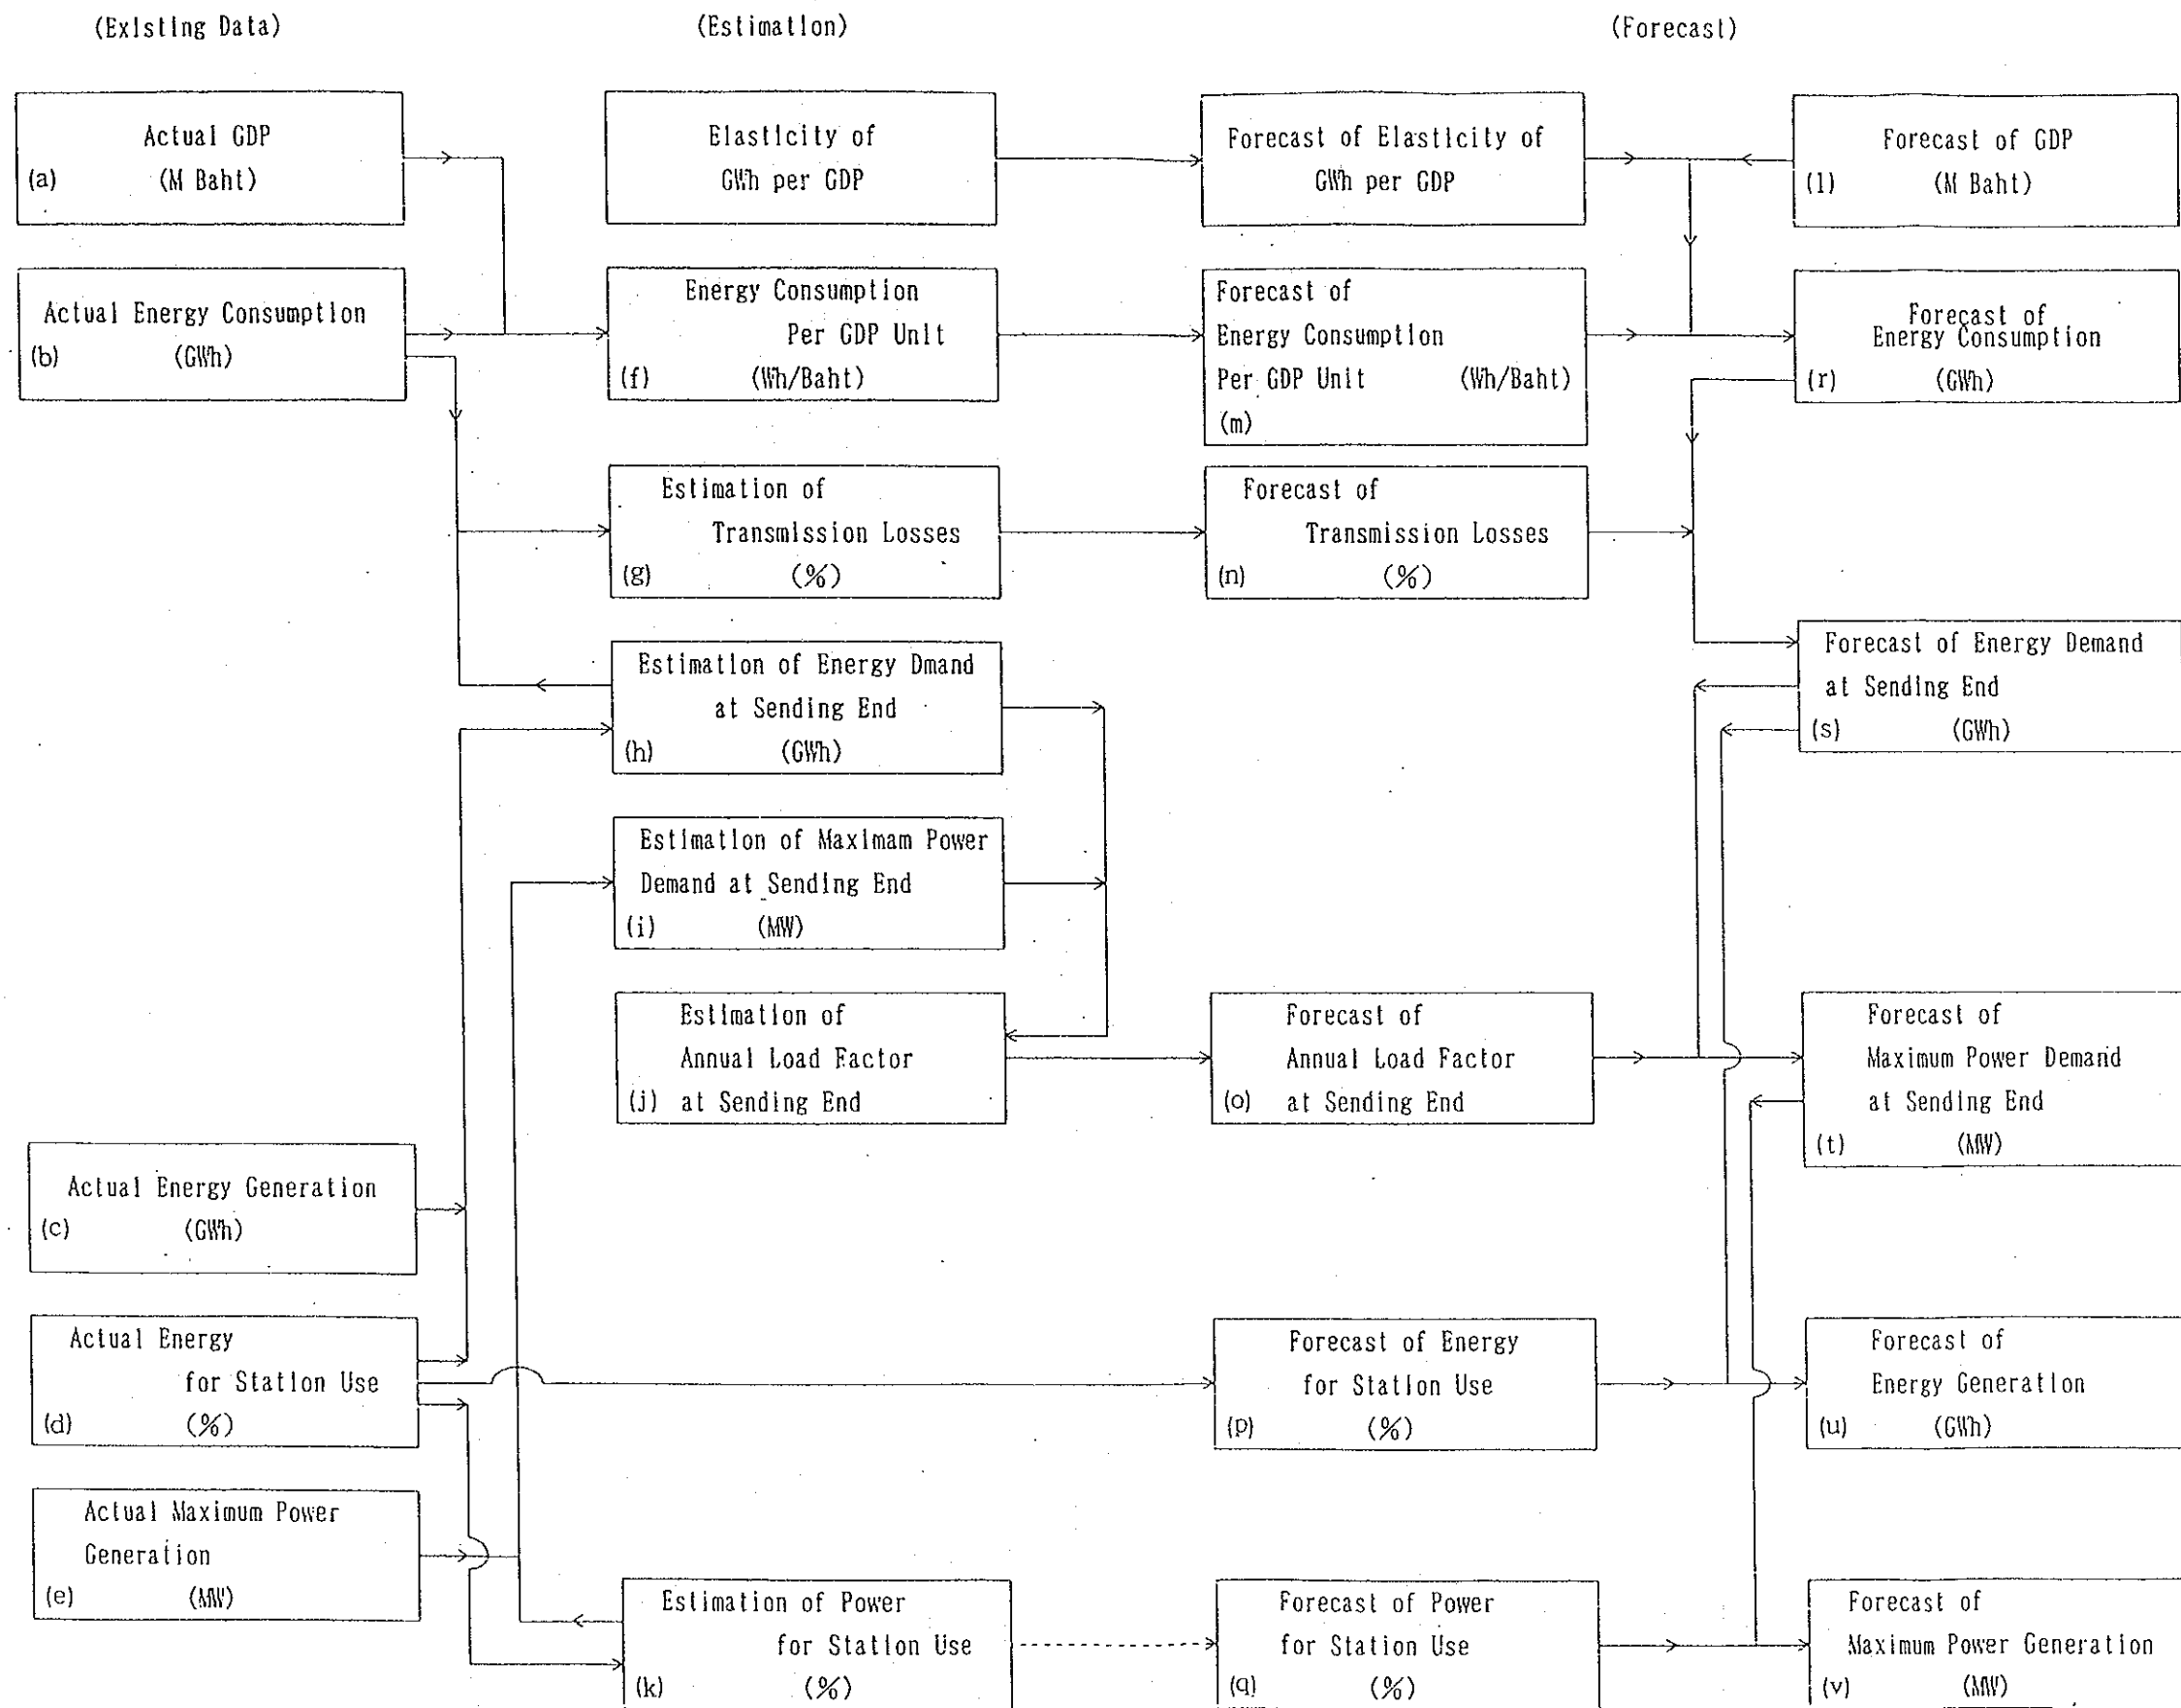 (Existing Data)
(Estimation)
(Forecast)
Actual GDP
(a) (M Baht)
Elasticity of
GWh per GDP
Forecast of Elasticity of
GWh per GDP
Forecast of GDP
(l) (M Baht)
Actual Energy Consumption
(b) (GWh)
Energy Consumption
Per GDP Unit
(f) (Wh/Baht)
Forecast of
Energy Consumption
Per GDP Unit (Wh/Baht)
(m)
Forecast of
Energy Consumption
(r) (GWh)
Estimation of
Transmission Losses
(g) (%)
Forecast of
Transmission Losses
(n) (%)
Estimation of Energy Dmand
at Sending End
(h) (GWh)
Forecast of Energy Demand
at Sending End
(s) (GWh)
Estimation of Maximam Power
Demand at Sending End
(i) (MW)
Estimation of
Annual Load Factor
(j) at Sending End
Forecast of
Annual Load Factor
(o) at Sending End
Forecast of
Maximum Power Demand
at Sending End
(t) (MW)
Actual Energy Generation
(c) (GWh)
Actual Energy
for Station Use
(d) (%)
Forecast of Energy
for Station Use
(p) (%)
Forecast of
Energy Generation
(u) (GWh)
Actual Maximum Power
Generation
(e) (MW)
Estimation of Power
for Station Use
(k) (%)
Forecast of Power
for Station Use
(q) (%)
Forecast of
Maximum Power Generation
(v) (MW)